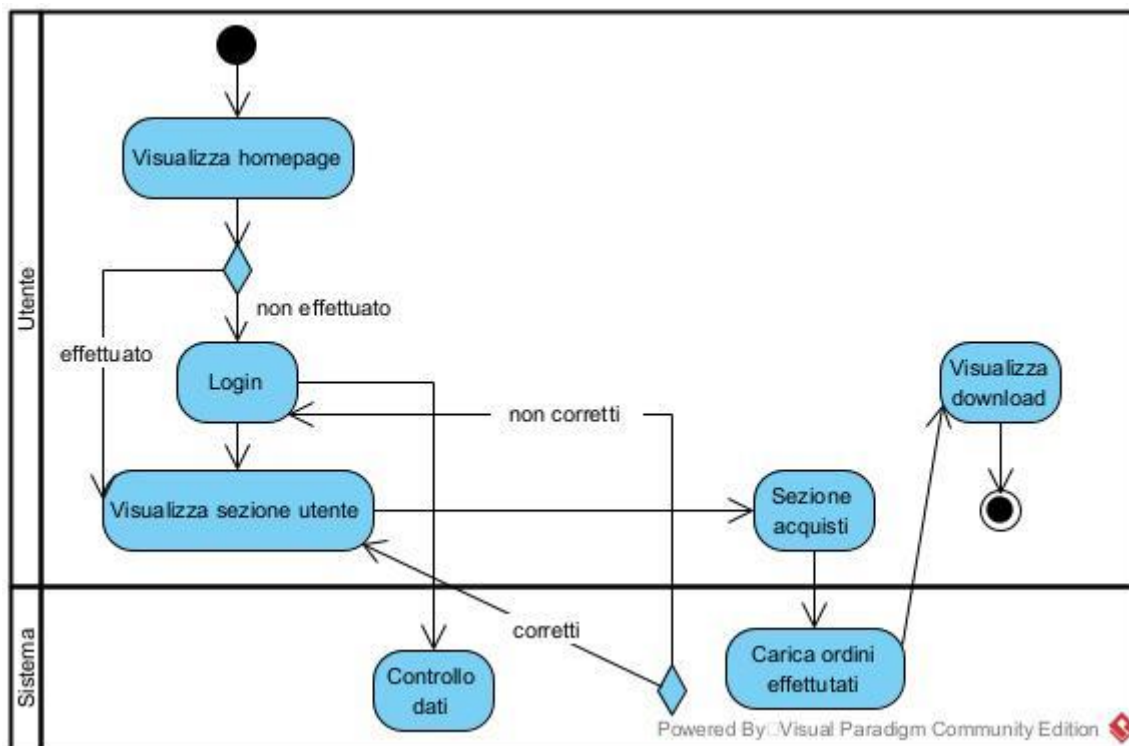 Utente
Visualizza homepage
non effettuato
effettuato
Login
non corretti
Visualizza
download
Visualizza sezione utente
Sezione
acquisti
Sistema
corretti
Controllo
dati
Carica ordini
effettutati
Powered By Visual Paradigm Community Edition